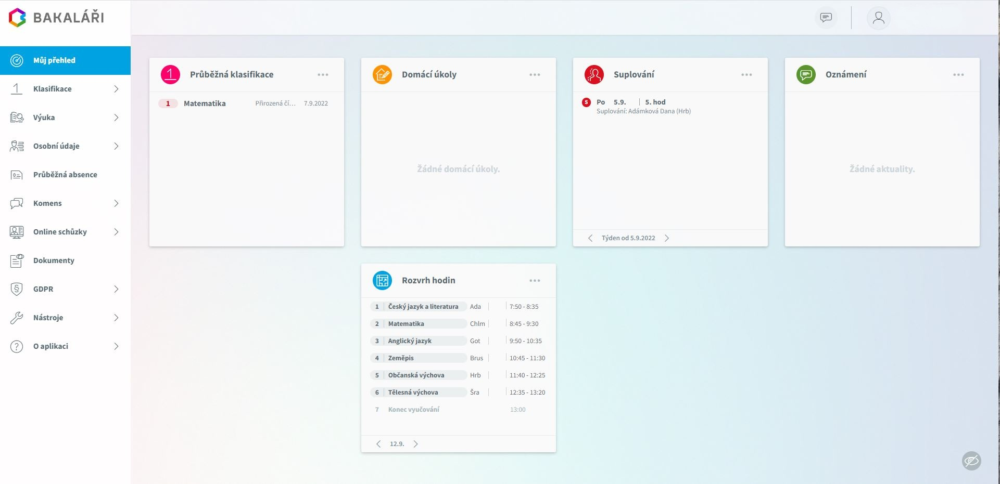 BAKALÁŘI
Můj přehled
Klasifikace
Výuka
Osobní údaje
Průběžná absence
Komens
Online schůzky
Dokumenty
GDPR
Nástroje
O aplikaci
Průběžná klasifikace
1 Matematika Přirozená čí... 7.9.2022
Domácí úkoly
Žádné domácí úkoly.
Suplování
S Po 5.9. 5. hod
Suplování: Adámková Dana (Hrb)
Týden od 5.9.2022
Oznámení
Žádné aktuality.
Rozvrh hodin
1 Český jazyk a literatura Ada 7:50 - 8:35
2 Matematika Chlm 8:45 - 9:30
3 Anglický jazyk Got 9:50 - 10:35
4 Zeměpis Brus 10:45 - 11:30
5 Občanská výchova Hrb 11:40 - 12:25
6 Tělesná výchova Šra 12:35 - 13:20
7 Konec vyučování 13:00
12.9.